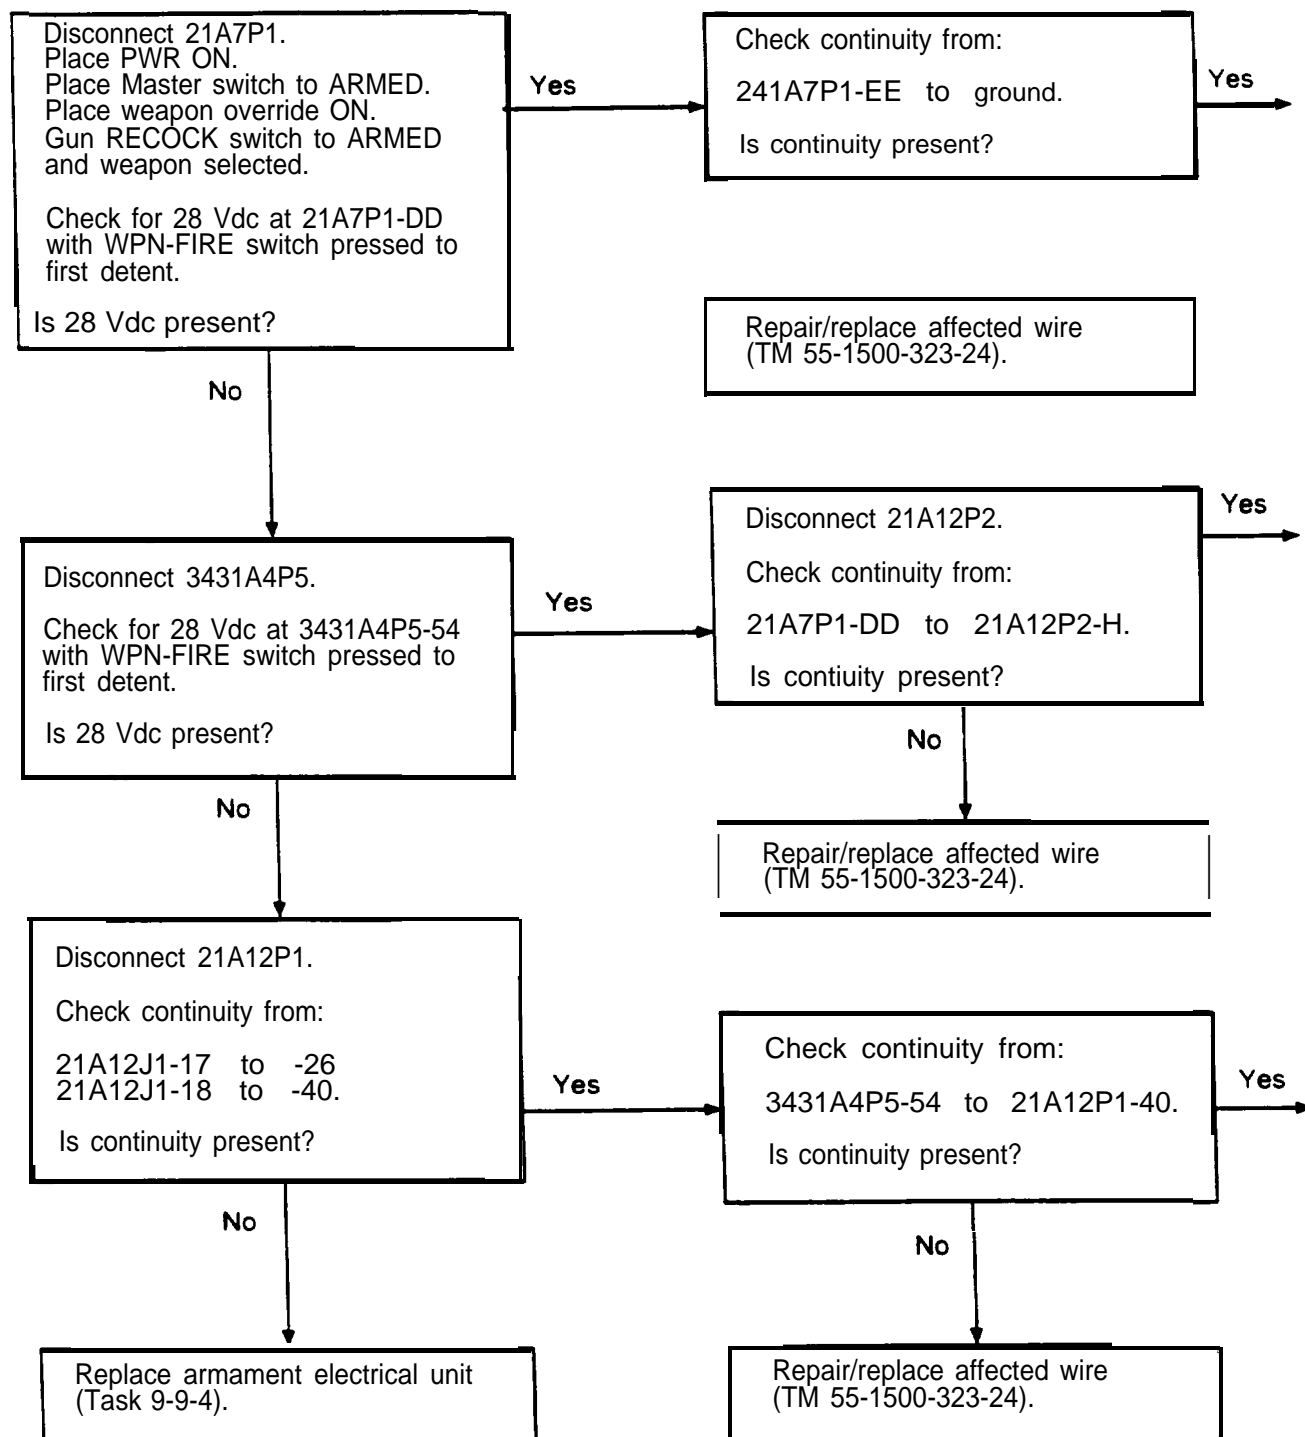 Disconnect 21A7P1.
Place PWR ON.
Place Master switch to ARMED.
Place weapon override ON.
Gun RECOCK switch to ARMED
and weapon selected.
Check for 28 Vdc at 21A7P1-DD
with WPN-FIRE switch pressed to
first detent.
Is 28 Vdc present?
Yes
Check continuity from:
241A7P1-EE to ground.
Is continuity present?
Yes
No
Repair/replace affected wire
(TM 55-1500-323-24).
Disconnect 3431A4P5.
Check for 28 Vdc at 3431A4P5-54
with WPN-FIRE switch pressed to
first detent.
Is 28 Vdc present?
Yes
Disconnect 21A12P2.
Check continuity from:
21A7P1-DD to 21A12P2-H.
Is contiuity present?
Yes
No
No
Repair/replace affected wire
(TM 55-1500-323-24).
Disconnect 21A12P1.
Check continuity from:
21A12J1-17 to -26
21A12J1-18 to -40.
Is continuity present?
Yes
Check continuity from:
3431A4P5-54 to 21A12P1-40.
Is continuity present?
Yes
No
No
Replace armament electrical unit
(Task 9-9-4).
Repair/replace affected wire
(TM 55-1500-323-24).